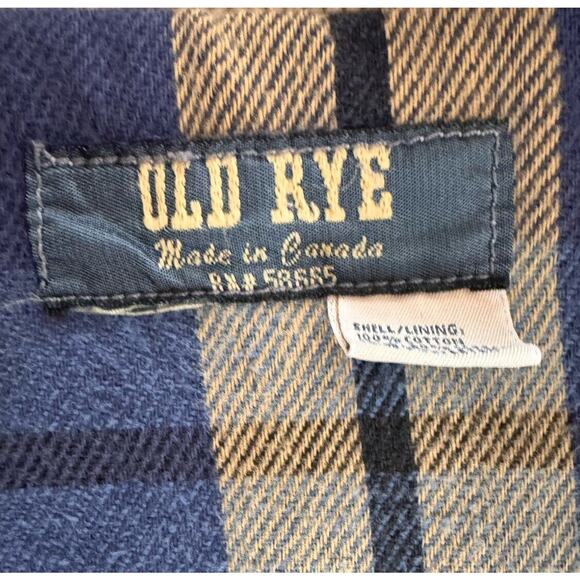 OLD RYE
Made in Canada
RN# 58665
SHELL/LINING:
100% COTTON